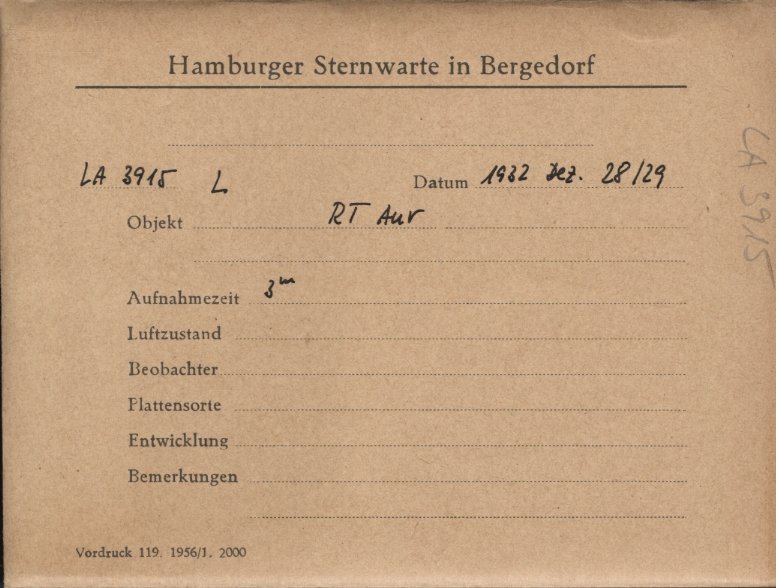 Hamburger Sternwarte in Bergedorf
LA 3915 L Datum 1932 Dez. 28/29
Objekt RT Aur
Aufnahmezeit 3m
Luftzustand
Beobachter
Plattensorte
Entwicklung
Bemerkungen
Vordruck 119. 1956/1. 2000
LA 3915